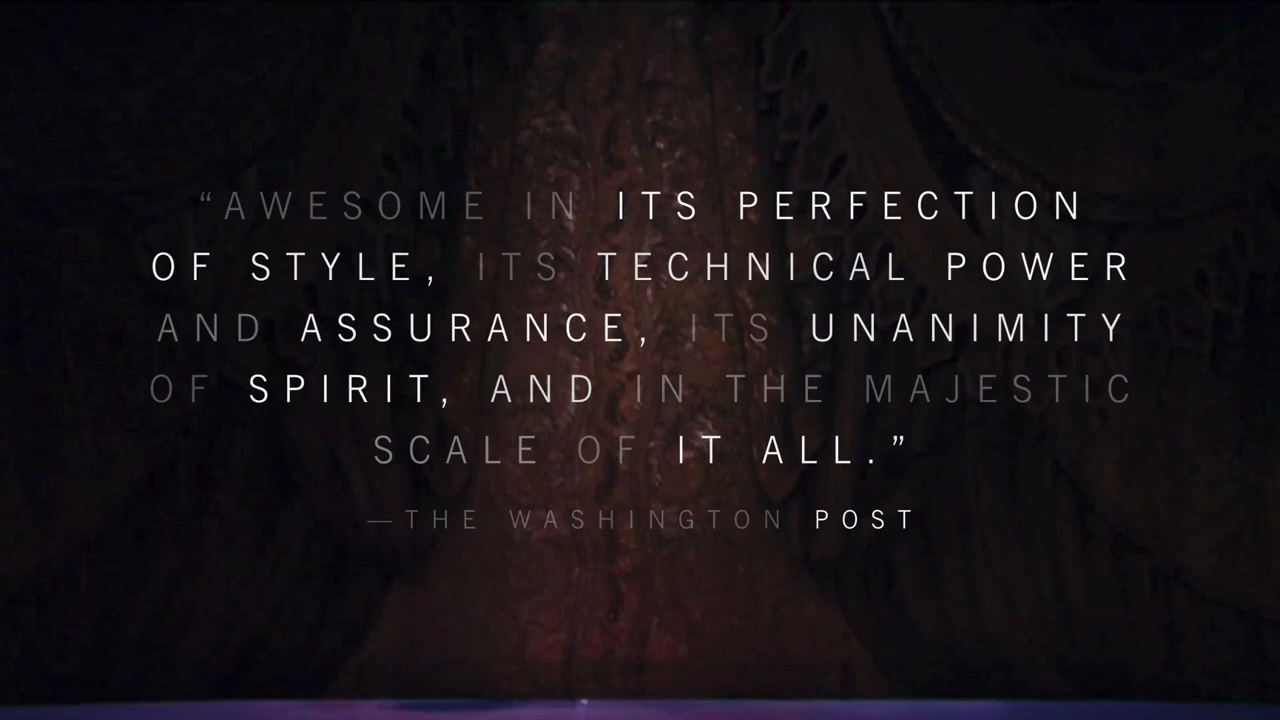 “AWESOME IN ITS PERFECTION
OF STYLE, ITS TECHNICAL POWER
AND ASSURANCE, ITS UNANIMITY
OF SPIRIT, AND IN THE MAJESTIC
SCALE OF IT ALL.”
—THE WASHINGTON POST